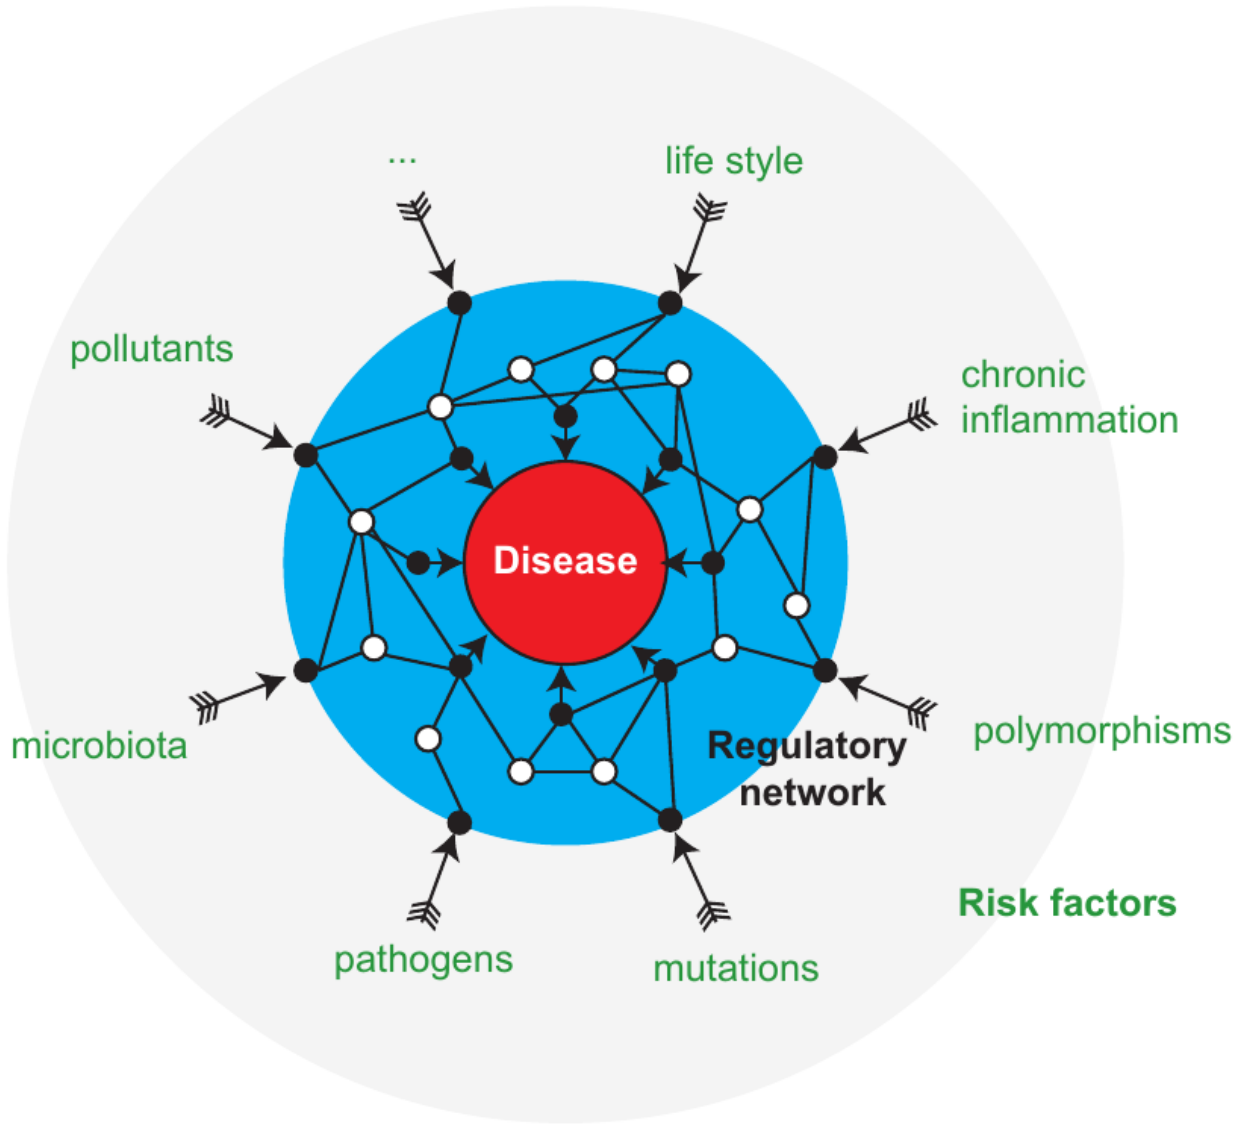 ...
life style
pollutants
chronic
inflammation
Disease
microbiota
polymorphisms
Regulatory
network
Risk factors
pathogens
mutations